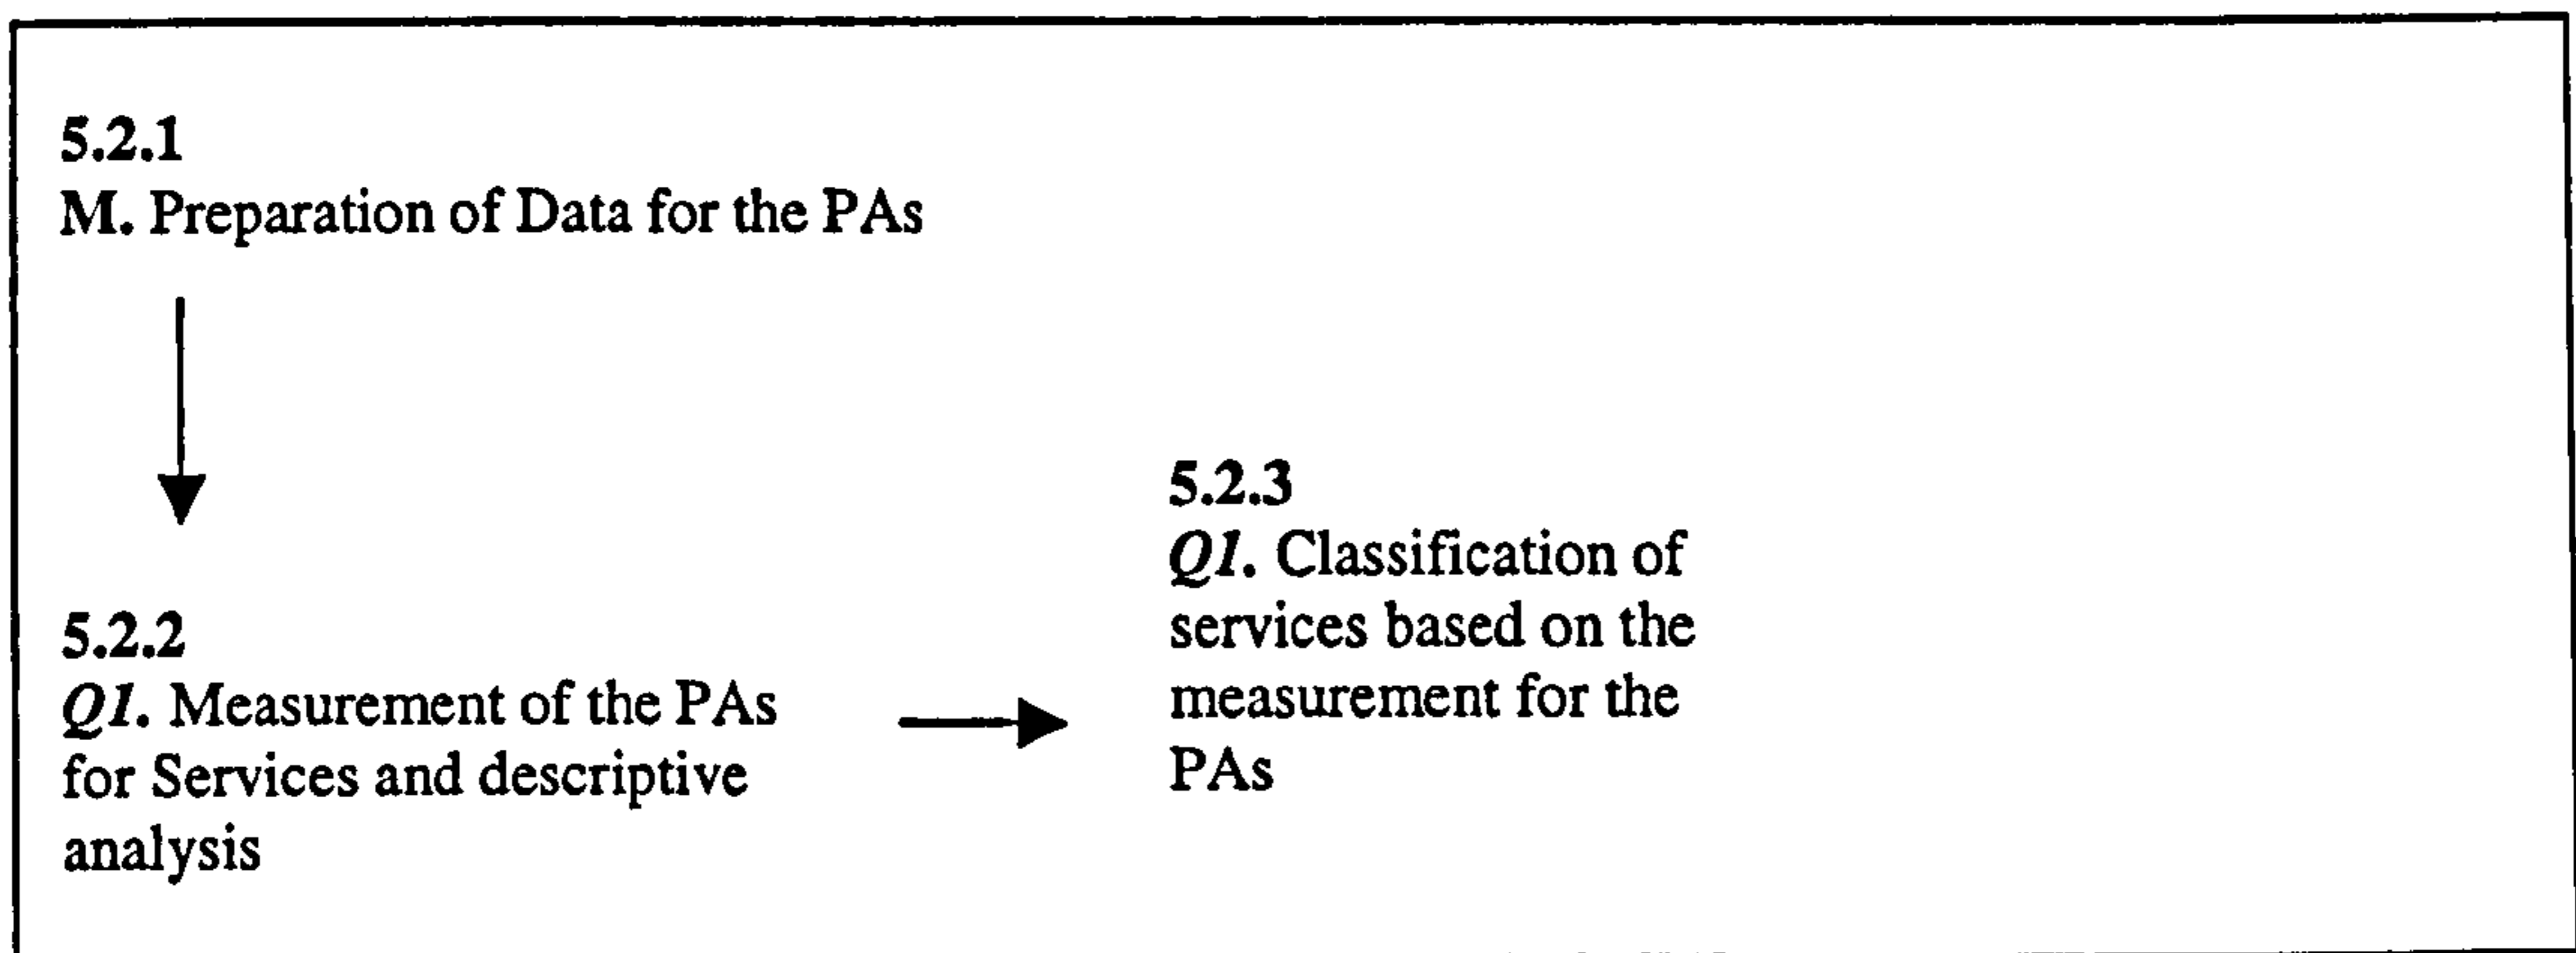 5.2.1
M. Preparation of Data for the PAs
5.2.2
Q1. Measurement of the PAs
for Services and descriptive
analysis
5.2.3
Q1. Classification of
services based on the
measurement for the
PAs